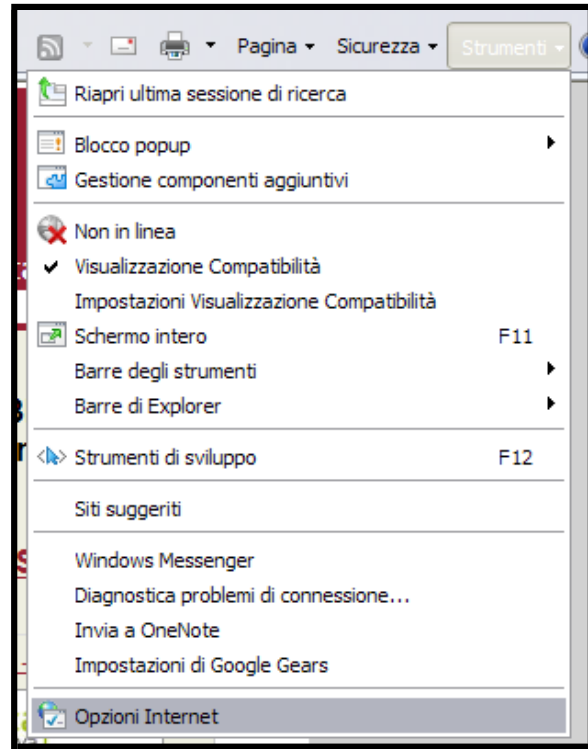 Pagina Sicurezza Strumenti
Riapri ultima sessione di ricerca
Blocco popup
Gestione componenti aggiuntivi
Non in linea
Visualizzazione Compatibilità
Impostazioni Visualizzazione Compatibilità
Schermo intero F11
Barre degli strumenti
Barre di Explorer
Strumenti di sviluppo F12
Siti suggeriti
Windows Messenger
Diagnostica problemi di connessione...
Invia a OneNote
Impostazioni di Google Gears
Opzioni Internet